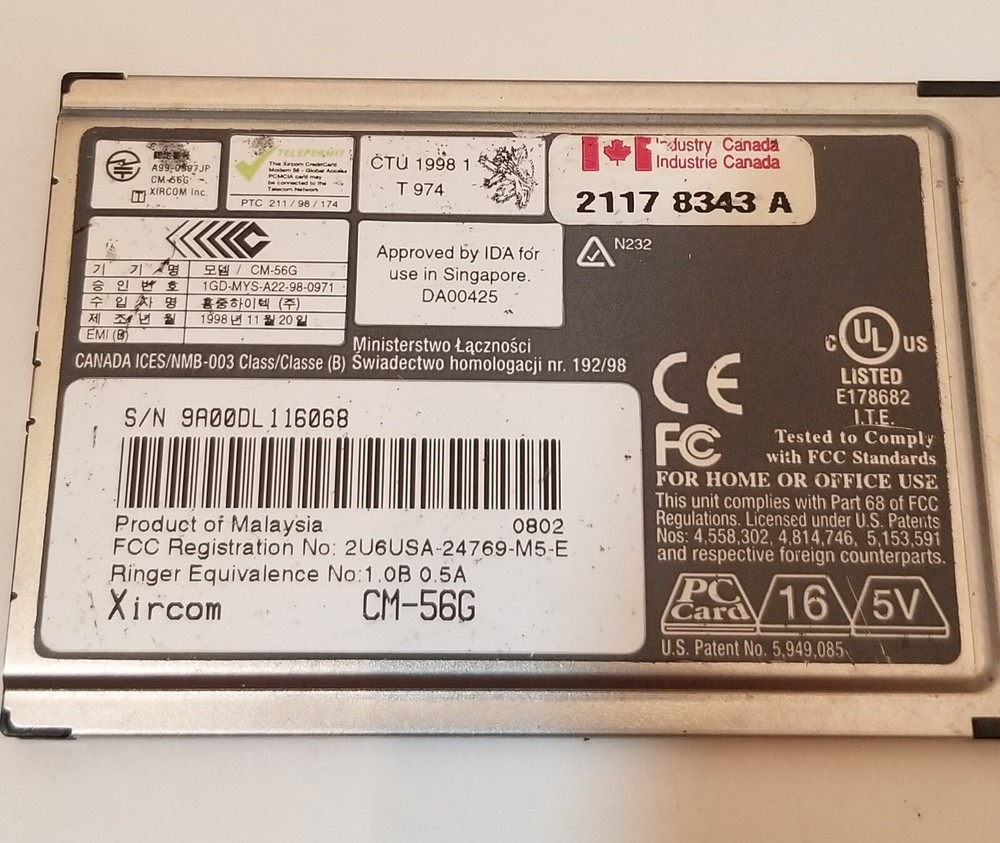 A99-0597JP
CM-56G
XIRCOM Inc.
TELEPERMIT
The Xircom CreditCard
Modem 56 - Global Access
PCMCIA card may
be connected to the
Telecom Network
PTC 211/98/174
ČTÚ 1998 1
T 974
Industry Canada
Industrie Canada
2117 8343 A
N232
기 기 명 모뎀 / CM-56G
승 인 번 호 1GD-MYS-A22-98-0971
수 입 자 명 흥중하이텍 (주)
제 조 년 월 1998년 11월 20일
EMI (B)
Approved by IDA for
use in Singapore.
DA00425
Ministerstwo Łączności
CANADA ICES/NMB-003 Class/Classe (B) Świadectwo homologacji nr. 192/98
CE
c UL US
LISTED
E178682
I.T.E.
FC
Tested to Comply
with FCC Standards
FOR HOME OR OFFICE USE
This unit complies with Part 68 of FCC
Regulations. Licensed under U.S. Patents
Nos: 4,558,302, 4,814,746, 5,153,591
and respective foreign counterparts.
PC Card 16 5V
U.S. Patent No. 5,949,085
S/N 9A00DL116068
Product of Malaysia 0802
FCC Registration No: 2U6USA-24769-M5-E
Ringer Equivalence No:1.0B 0.5A
Xircom CM-56G